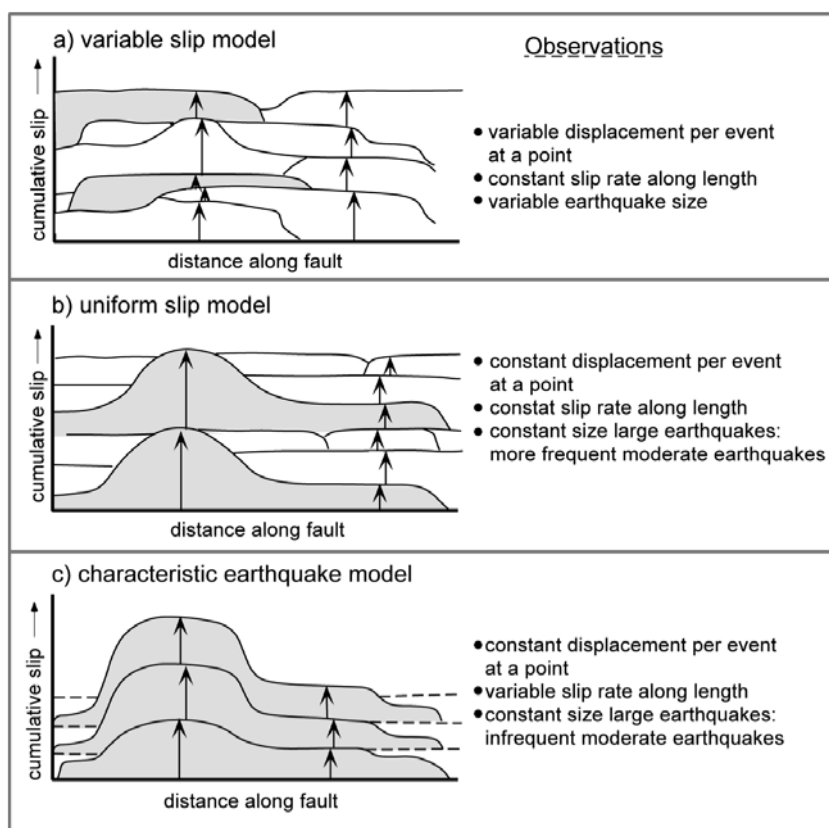 a) variable slip model
Observations
cumulative slip
distance along fault
• variable displacement per event
at a point
• constant slip rate along length
• variable earthquake size
b) uniform slip model
cumulative slip
distance along fault
• constant displacement per event
at a point
• constat slip rate along length
• constant size large earthquakes:
more frequent moderate earthquakes
c) characteristic earthquake model
cumulative slip
distance along fault
• constant displacement per event
at a point
• variable slip rate along length
• constant size large earthquakes:
infrequent moderate earthquakes